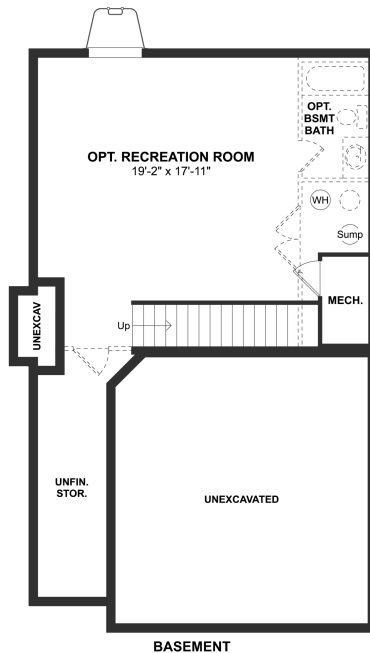 OPT.
BSMT
BATH
OPT. RECREATION ROOM
19'-2" x 17'-11"
WH
Sump
MECH.
UNEXCAV
Up
UNFIN.
STOR.
UNEXCAVATED
BASEMENT